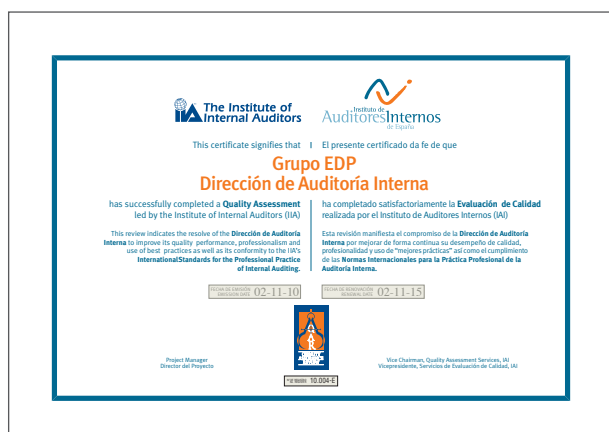 IIA The Institute of
Internal Auditors
Instituto de
AuditoresInternos
de España
This certificate signifies that | El presente certificado da fe de que
Grupo EDP
Dirección de Auditoría Interna
has successfully completed a Quality Assessment
led by the Institute of Internal Auditors (IIA)
ha completado satisfactoriamente la Evaluación de Calidad
realizada por el Instituto de Auditores Internos (IAI)
This review indicates the resolve of the Dirección de Auditoría
Interna to improve its quality performance, professionalism and
use of best practices as well as its conformity to the IIA's
InternationalStandards for the Professional Practice
of Internal Auditing.
Esta revisión manifiesta el compromiso de la Dirección de Auditoría
Interna por mejorar de forma continua su desempeño de calidad,
profesionalidad y uso de "mejores prácticas" así como el cumplimiento
de las Normas Internacionales para la Práctica Profesional de la
Auditoría Interna.
FECHA DE EMISIÓN
EMISSION DATE 02-11-10
FECHA DE RENOVACIÓN
RENEWAL DATE 02-11-15
Project Manager
Director del Proyecto
Vice Chairman, Quality Assessment Services, IAI
Vicepresidente, Servicios de Evaluación de Calidad, IAI
10.004-E